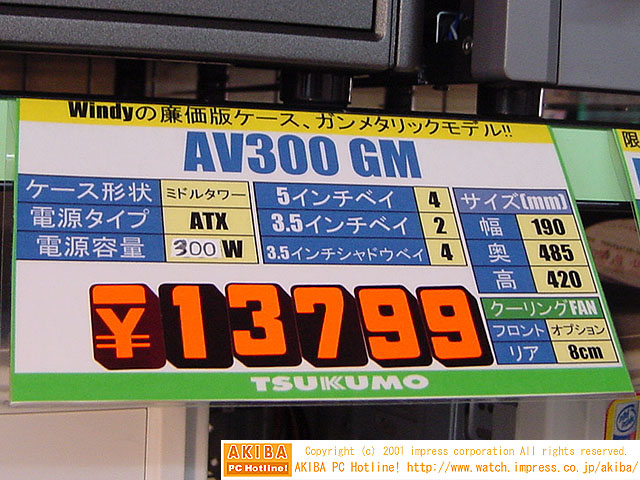 Windyの廉価版ケース、ガンメタリックモデル!!
AV300 GM
ケース形状 ミドルタワー
電源タイプ ATX
電源容量 300W
5インチベイ 4
3.5インチベイ 2
3.5インチシャドウベイ 4
サイズ(mm)
幅 190
奥 485
高 420
クーリングFAN
フロント オプション
リア 8cm
¥13799
TSUKUMO
限
AKIBA
PC Hotline!
Copyright (c) 2001 impress corporation All rights reserved.
AKIBA PC Hotline! http://www.watch.impress.co.jp/akiba/